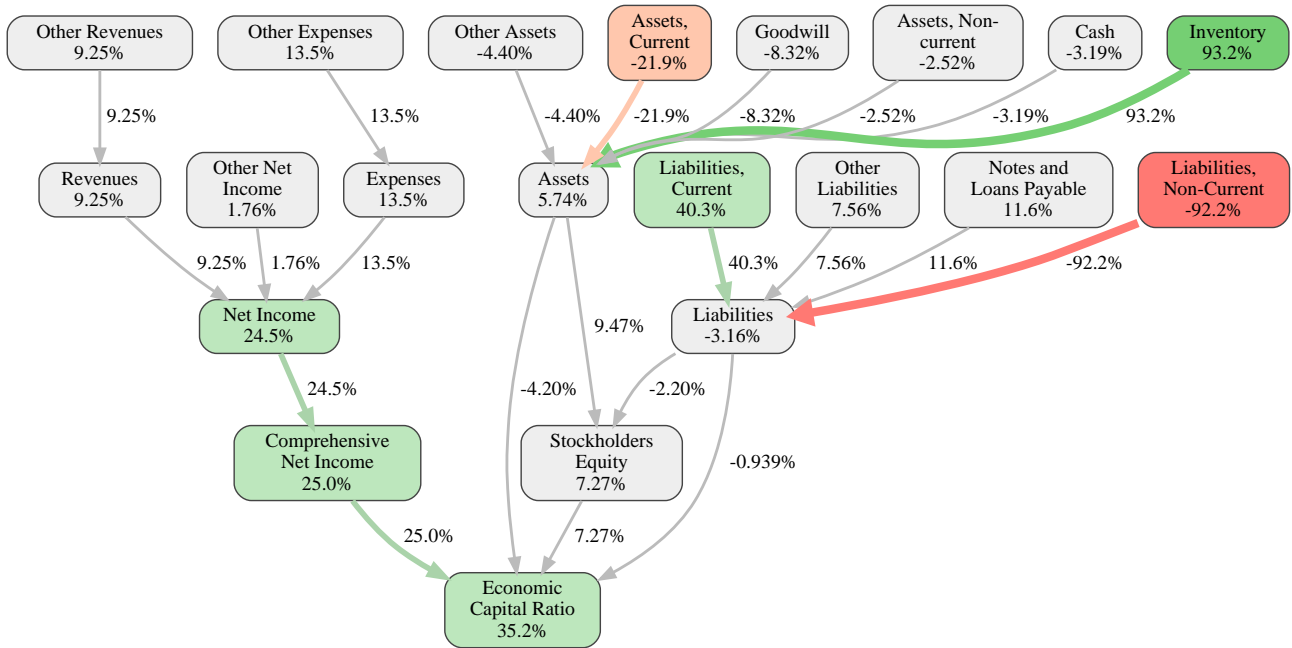 Other Revenues
9.25%
Other Expenses
13.5%
Other Assets
-4.40%
Assets,
Current
-21.9%
Goodwill
-8.32%
Assets, Non-
current
-2.52%
Cash
-3.19%
Inventory
93.2%
9.25%
13.5%
-4.40%
-21.9%
-8.32%
-2.52%
-3.19%
93.2%
Revenues
9.25%
Other Net
Income
1.76%
Expenses
13.5%
Assets
5.74%
Liabilities,
Current
40.3%
Other
Liabilities
7.56%
Notes and
Loans Payable
11.6%
Liabilities,
Non-Current
-92.2%
9.25%
1.76%
13.5%
40.3%
7.56%
11.6%
-92.2%
Net Income
24.5%
9.47%
Liabilities
-3.16%
24.5%
-4.20%
-2.20%
Comprehensive
Net Income
25.0%
Stockholders
Equity
7.27%
-0.939%
25.0%
7.27%
Economic
Capital Ratio
35.2%